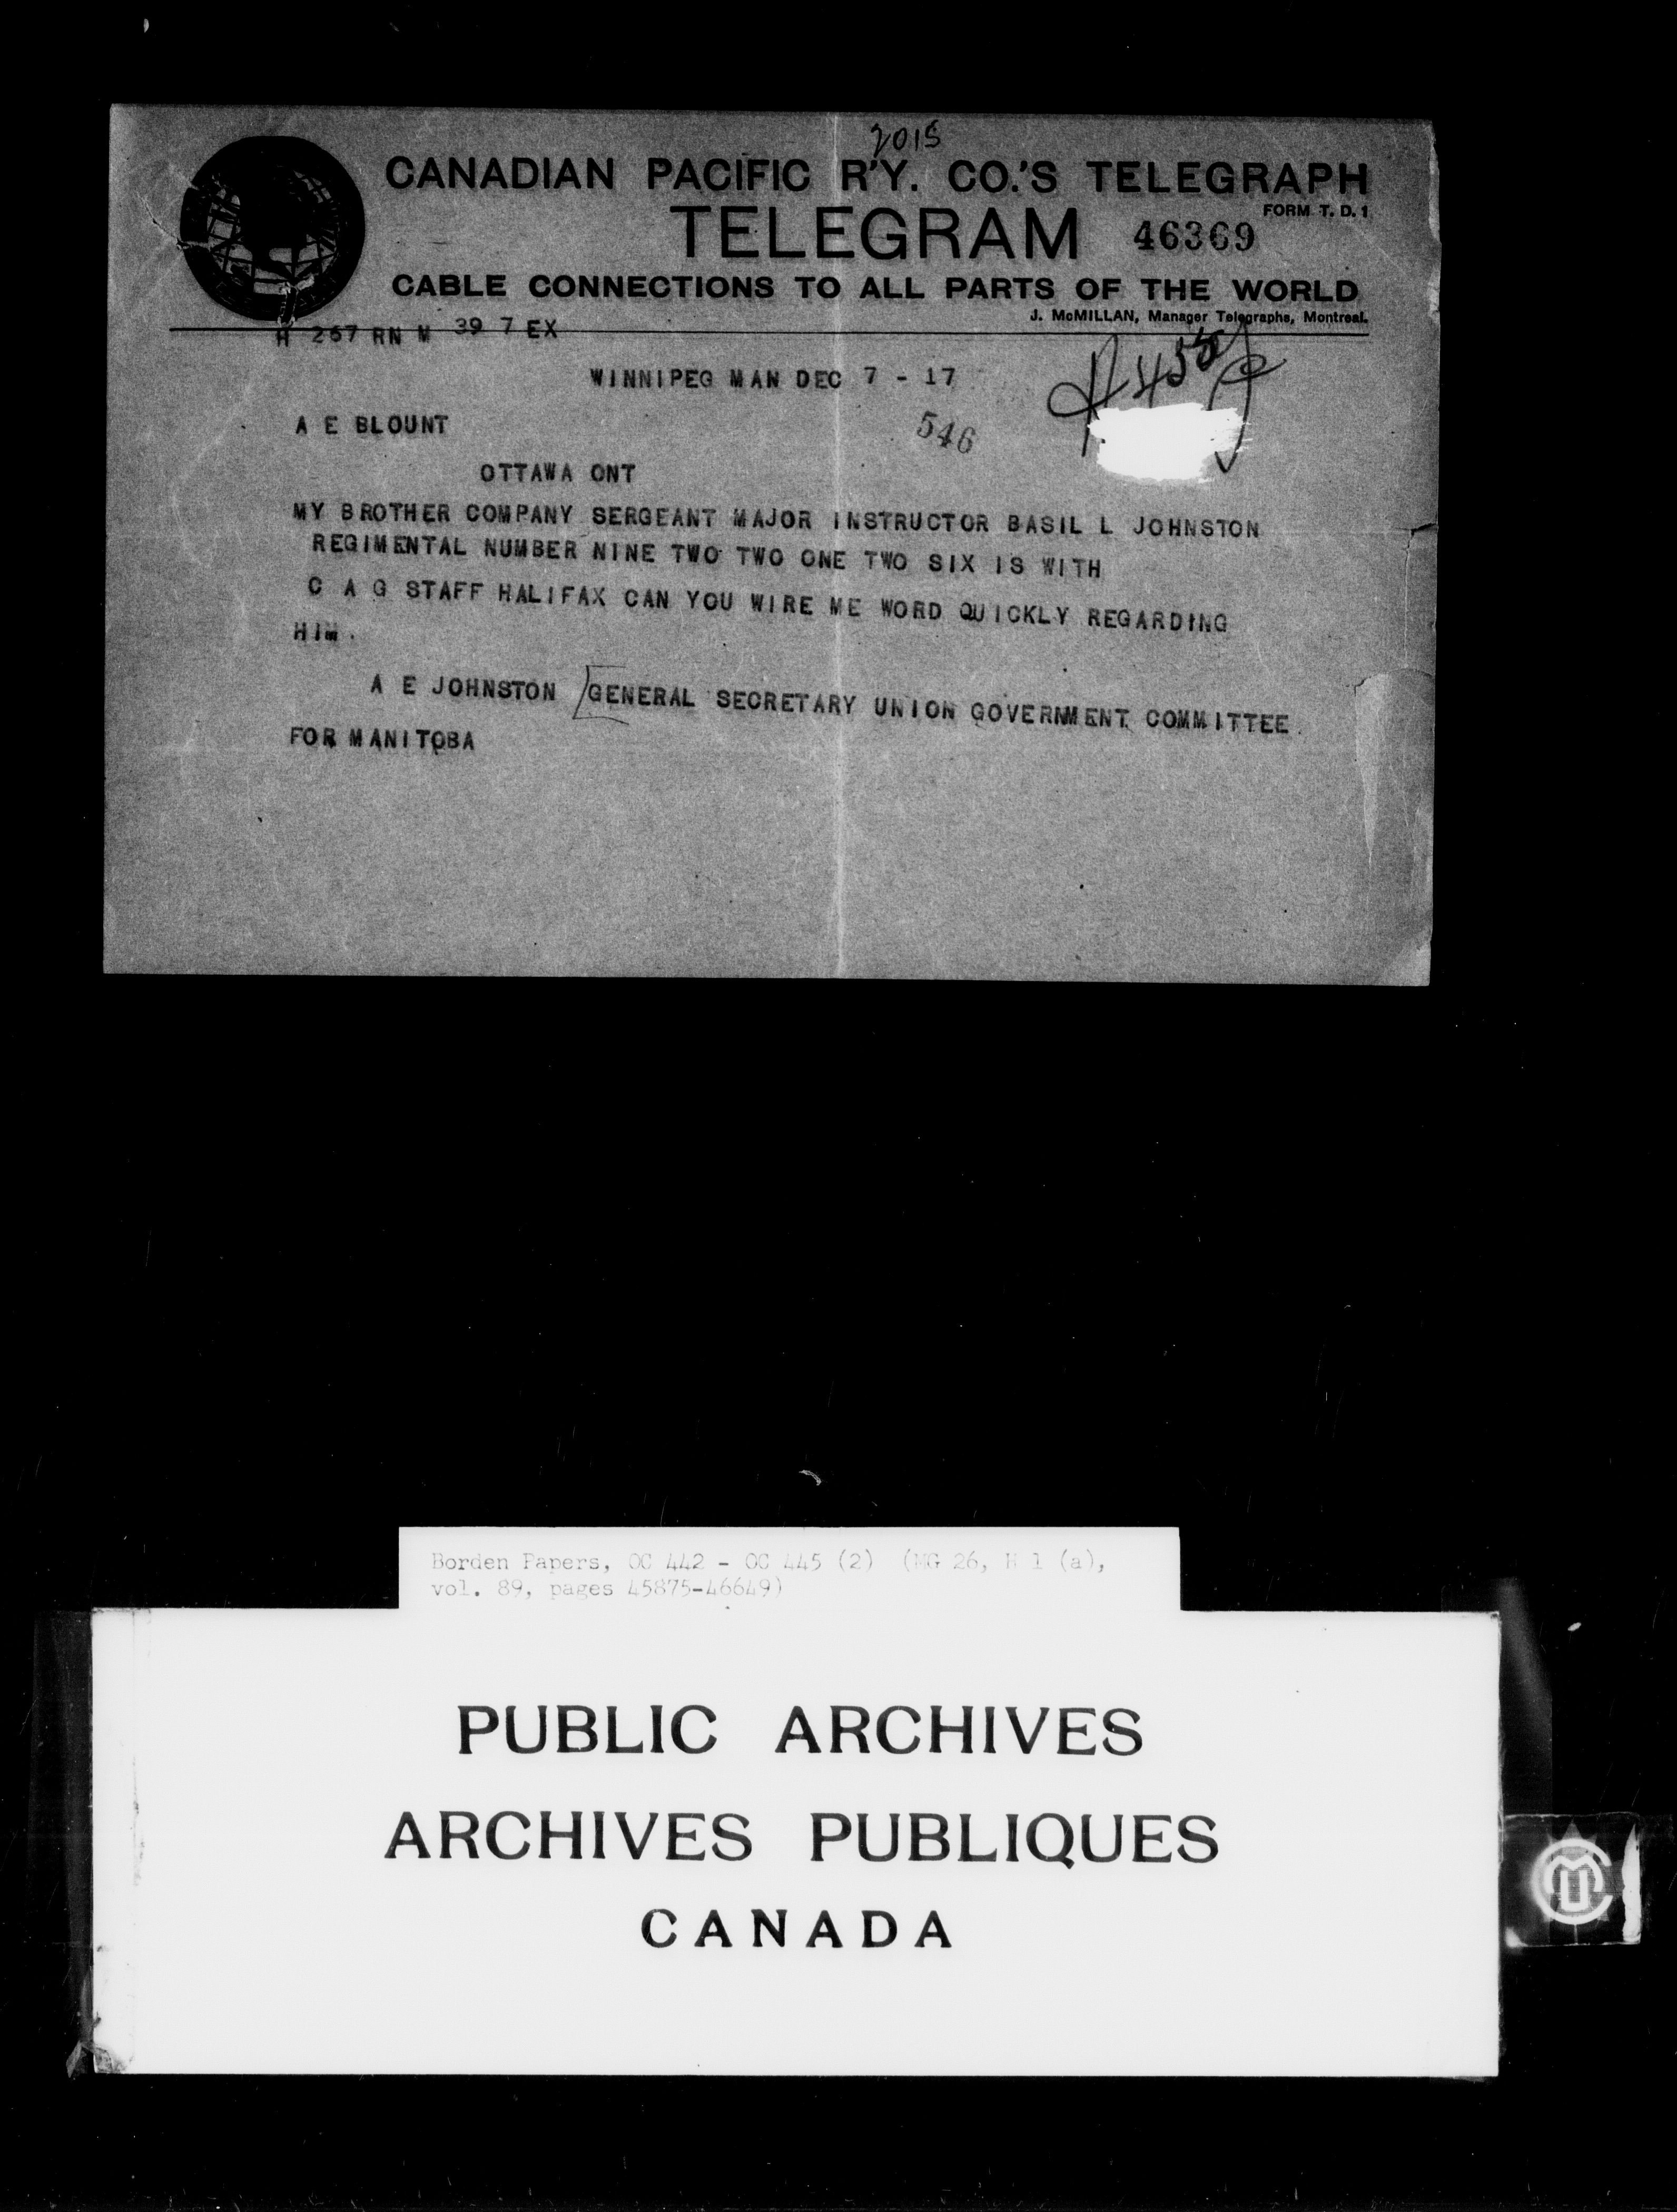 2015
CANADIAN PACIFIC R'Y. CO.'S TELEGRAPH
FORM T. D. 1
TELEGRAM 46369
CABLE CONNECTIONS TO ALL PARTS OF THE WORLD
J. McMILLAN, Manager Telegraphs, Montreal.
H 267 RN M 39 7 EX
WINNIPEG MAN DEC 7 - 17
A E BLOUNT
546
OTTAWA ONT
MY BROTHER COMPANY SERGEANT MAJOR INSTRUCTOR BASIL L JOHNSTON
REGIMENTAL NUMBER NINE TWO TWO ONE TWO SIX IS WITH
C A G STAFF HALIFAX CAN YOU WIRE ME WORD QUICKLY REGARDING
HIM.
A E JOHNSTON GENERAL SECRETARY UNION GOVERNMENT COMMITTEE
FOR MANITOBA
Borden Papers, OC 442 - OC 445 (2) (MG 26, H 1 (a),
vol. 89, pages 45875-46649)
PUBLIC ARCHIVES
ARCHIVES PUBLIQUES
CANADA